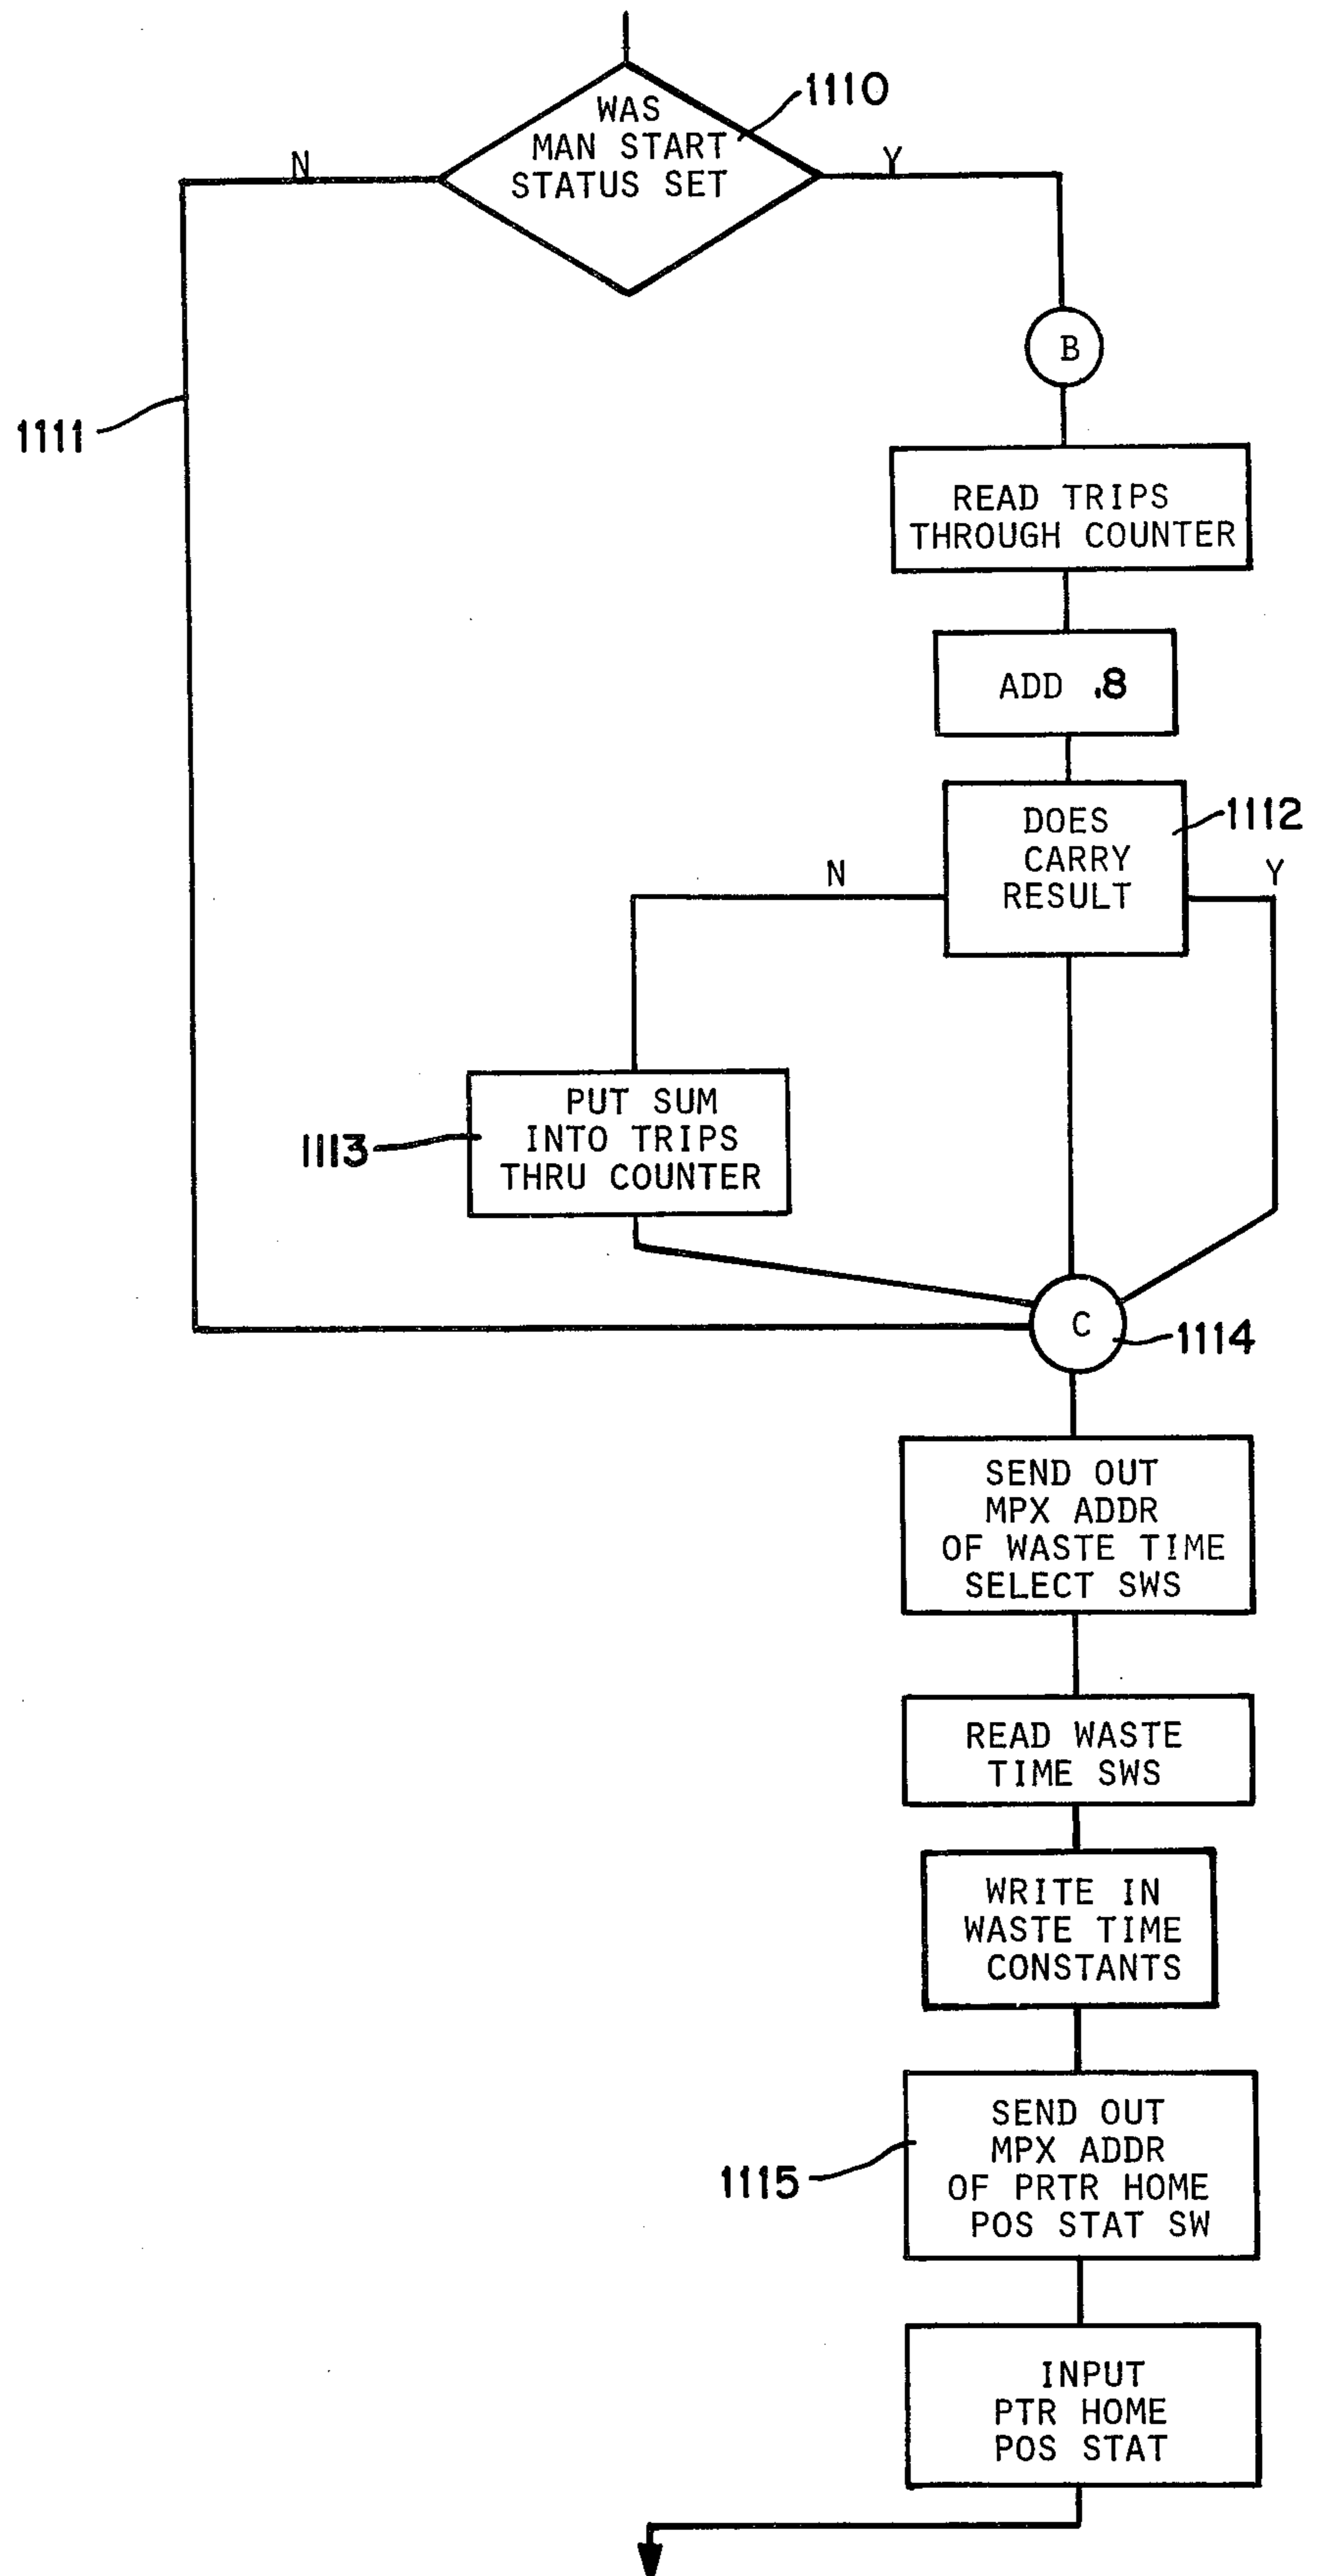 1110
WAS
MAN START
STATUS SET
N
Y
B
1111
READ TRIPS
THROUGH COUNTER
ADD .8
DOES
CARRY
RESULT
1112
N
Y
PUT SUM
INTO TRIPS
THRU COUNTER
1113
C
1114
SEND OUT
MPX ADDR
OF WASTE TIME
SELECT SWS
READ WASTE
TIME SWS
WRITE IN
WASTE TIME
CONSTANTS
SEND OUT
MPX ADDR
OF PRTR HOME
POS STAT SW
1115
INPUT
PTR HOME
POS STAT